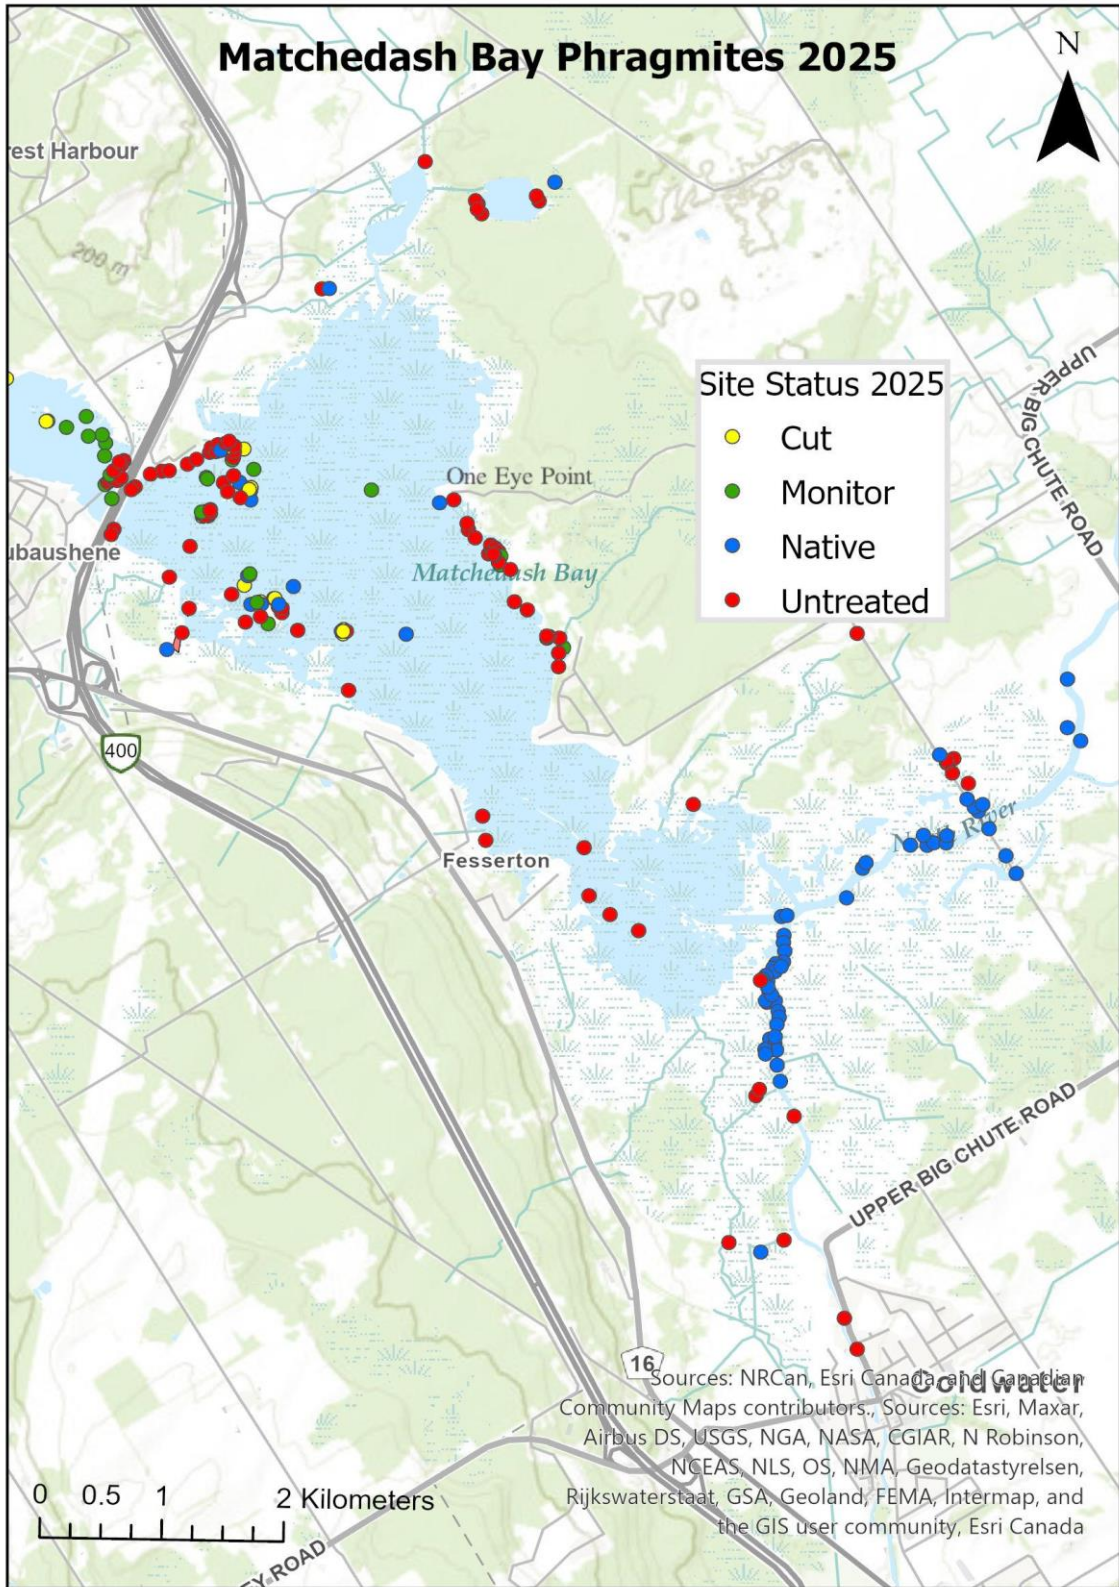 Matchedash Bay Phragmites 2025
N
rest Harbour
200 m
Site Status 2025
Cut
Monitor
Native
Untreated
UPPER
BIG CHUTE ROAD
One Eye Point
ubaushene
Matchedash Bay
400
River
Fesserton
UPPER BIG CHUTE ROAD
16
Goldwater
Sources: NRCan, Esri Canada, and Canadian
Community Maps contributors., Sources: Esri, Maxar,
Airbus DS, USGS, NGA, NASA, CGIAR, N Robinson,
NCEAS, NLS, OS, NMA, Geodatastyrelsen,
Rijkswaterstaat, GSA, Geoland, FEMA, Intermap, and
the GIS user community, Esri Canada
0 0.5 1 2 Kilometers
EY ROAD